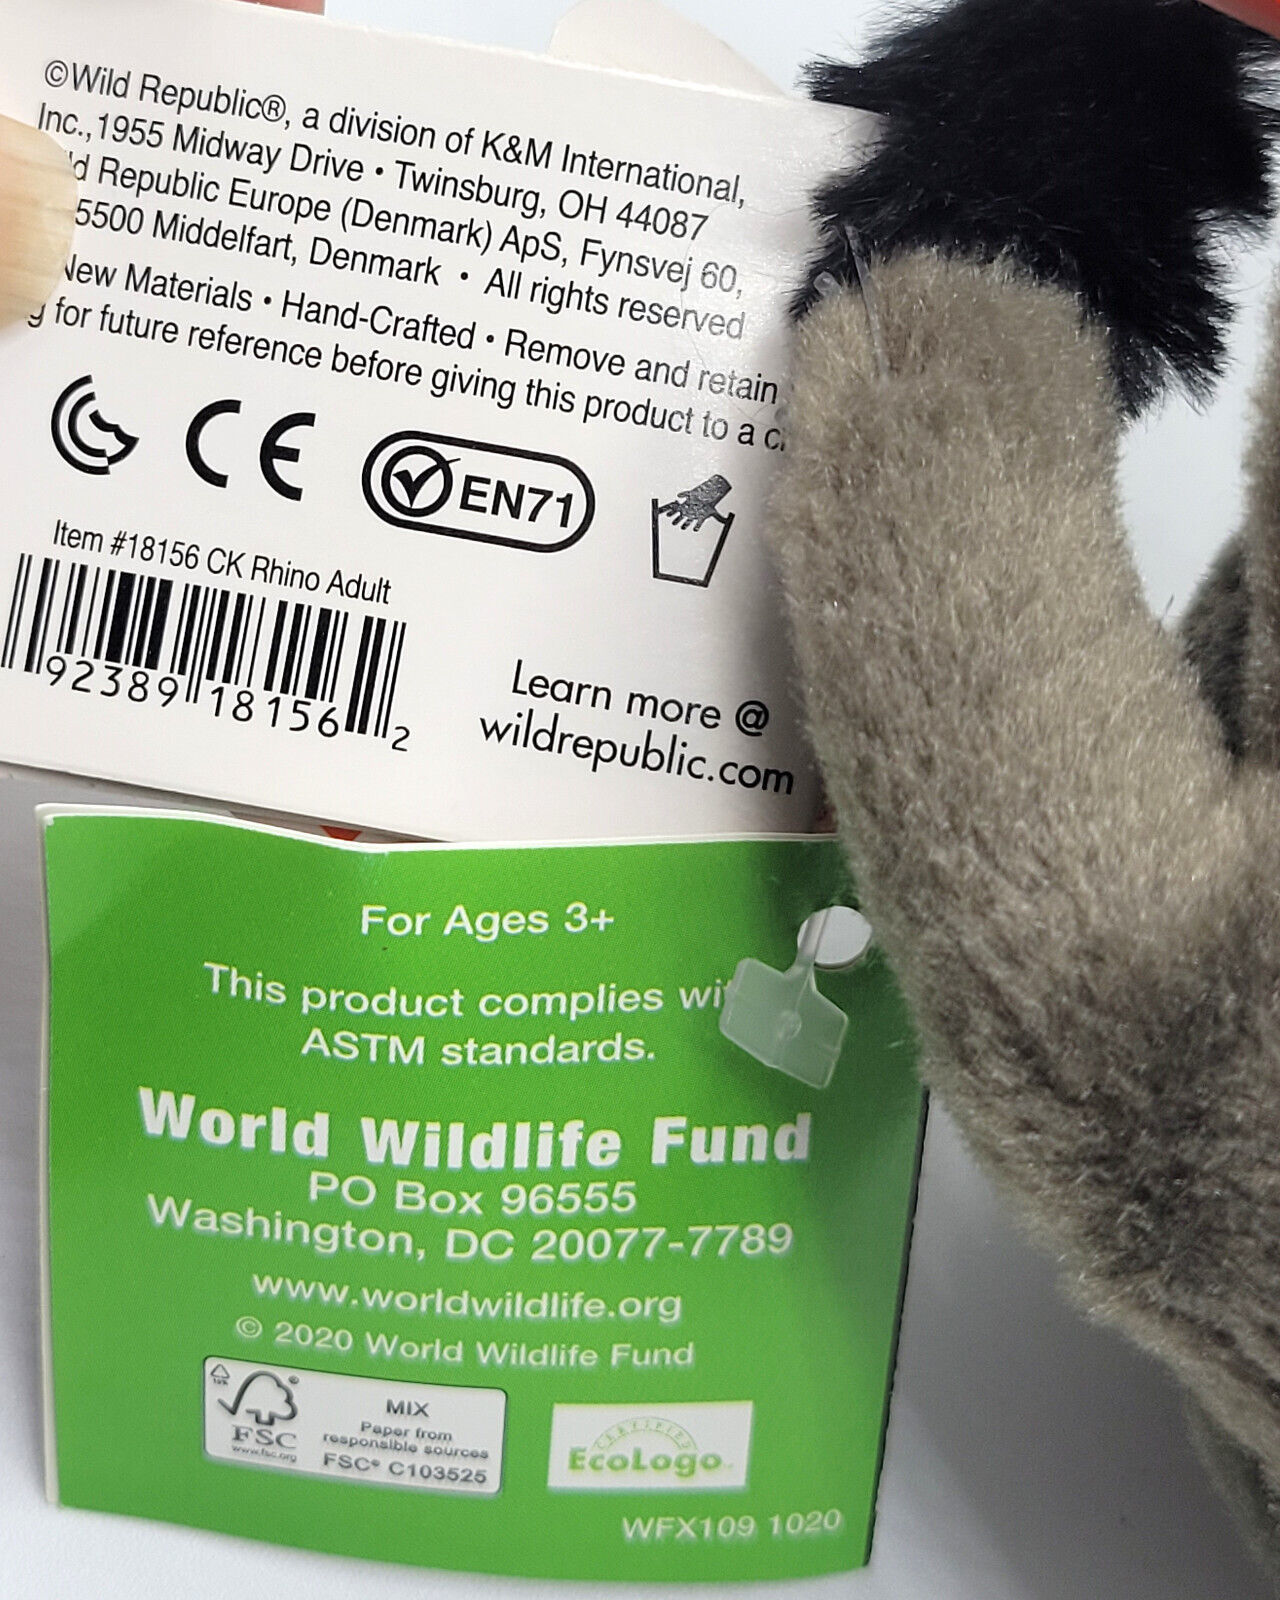 ©Wild Republic®, a division of K&M International,
Inc., 1955 Midway Drive • Twinsburg, OH 44087
Republic Europe (Denmark) ApS, Fynsvej 60,
5500 Middelfart, Denmark • All rights reserved
New Materials • Hand-Crafted • Remove and retain
for future reference before giving this product to a
CE
EN71
Item #18156 CK Rhino Adult
92389 18156 2
Learn more @
wildrepublic.com
For Ages 3+
This product complies
ASTM standards.
World Wildlife Fund
PO Box 96555
Washington, DC 20077-7789
www.worldwildlife.org
© 2020 World Wildlife Fund
FSC
www.fsc.org
MIX
Paper from
responsible sources
FSC® C103525
CERTIFIED
EcoLogo
WFX109 1020